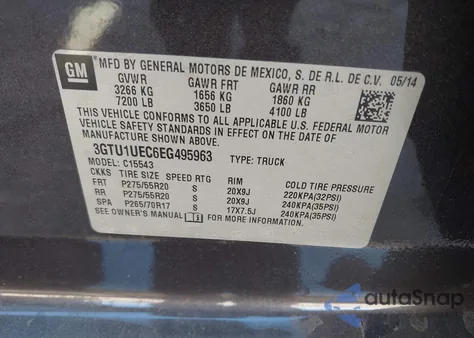 GM
MFD BY GENERAL MOTORS DE MEXICO, S. DE R.L. DE C.V. 05/14
GVWR GAWR FRT GAWR RR
3266 KG 1656 KG 1860 KG
7200 LB 3650 LB 4100 LB
THIS VEHICLE CONFORMS TO ALL APPLICABLE U.S. FEDERAL MOTOR
VEHICLE SAFETY STANDARDS IN EFFECT ON THE DATE OF
MANUFACTURE SHOWN ABOVE.
3GTU1UEC6EG495963 TYPE: TRUCK
MODEL: C15543
CKKS TIRE SIZE SPEED RTG RIM COLD TIRE PRESSURE
FRT P275/55R20 S 20X9J 220KPA(32PSI)
RR P275/55R20 S 20X9J 240KPA(35PSI)
SPA P265/70R17 S 17X7.5J 240KPA(35PSI)
SEE OWNER'S MANUAL FOR MORE INFORMATION.
autoSnap